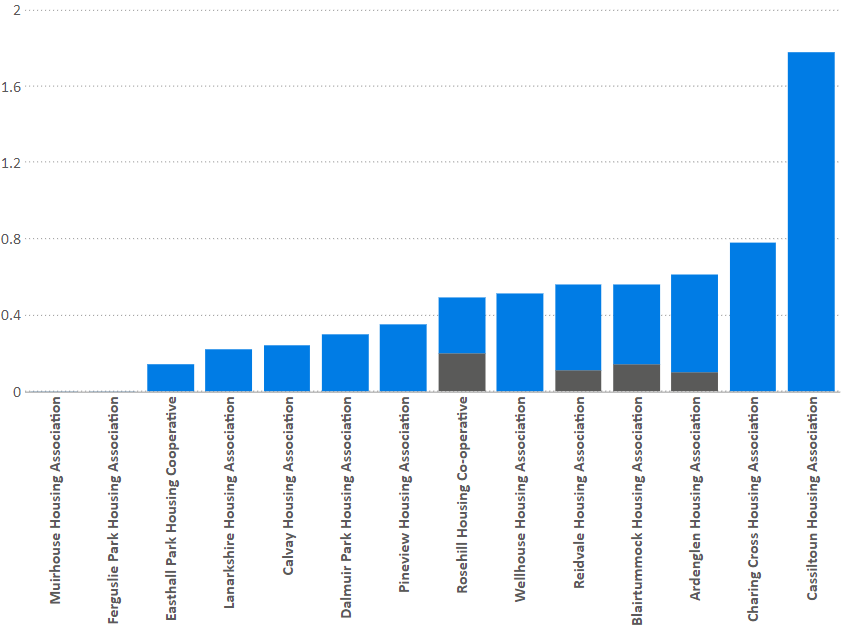 2
1.6
1.2
0.8
0.4
0
Muirhouse Housing Association
Ferguslie Park Housing Association
Easthall Park Housing Cooperative
Lanarkshire Housing Association
Calvay Housing Association
Dalmuir Park Housing Association
Pineview Housing Association
Rosehill Housing Co-operative
Wellhouse Housing Association
Reidvale Housing Association
Blairtummock Housing Association
Ardenglen Housing Association
Charing Cross Housing Association
Cassiltoun Housing Association